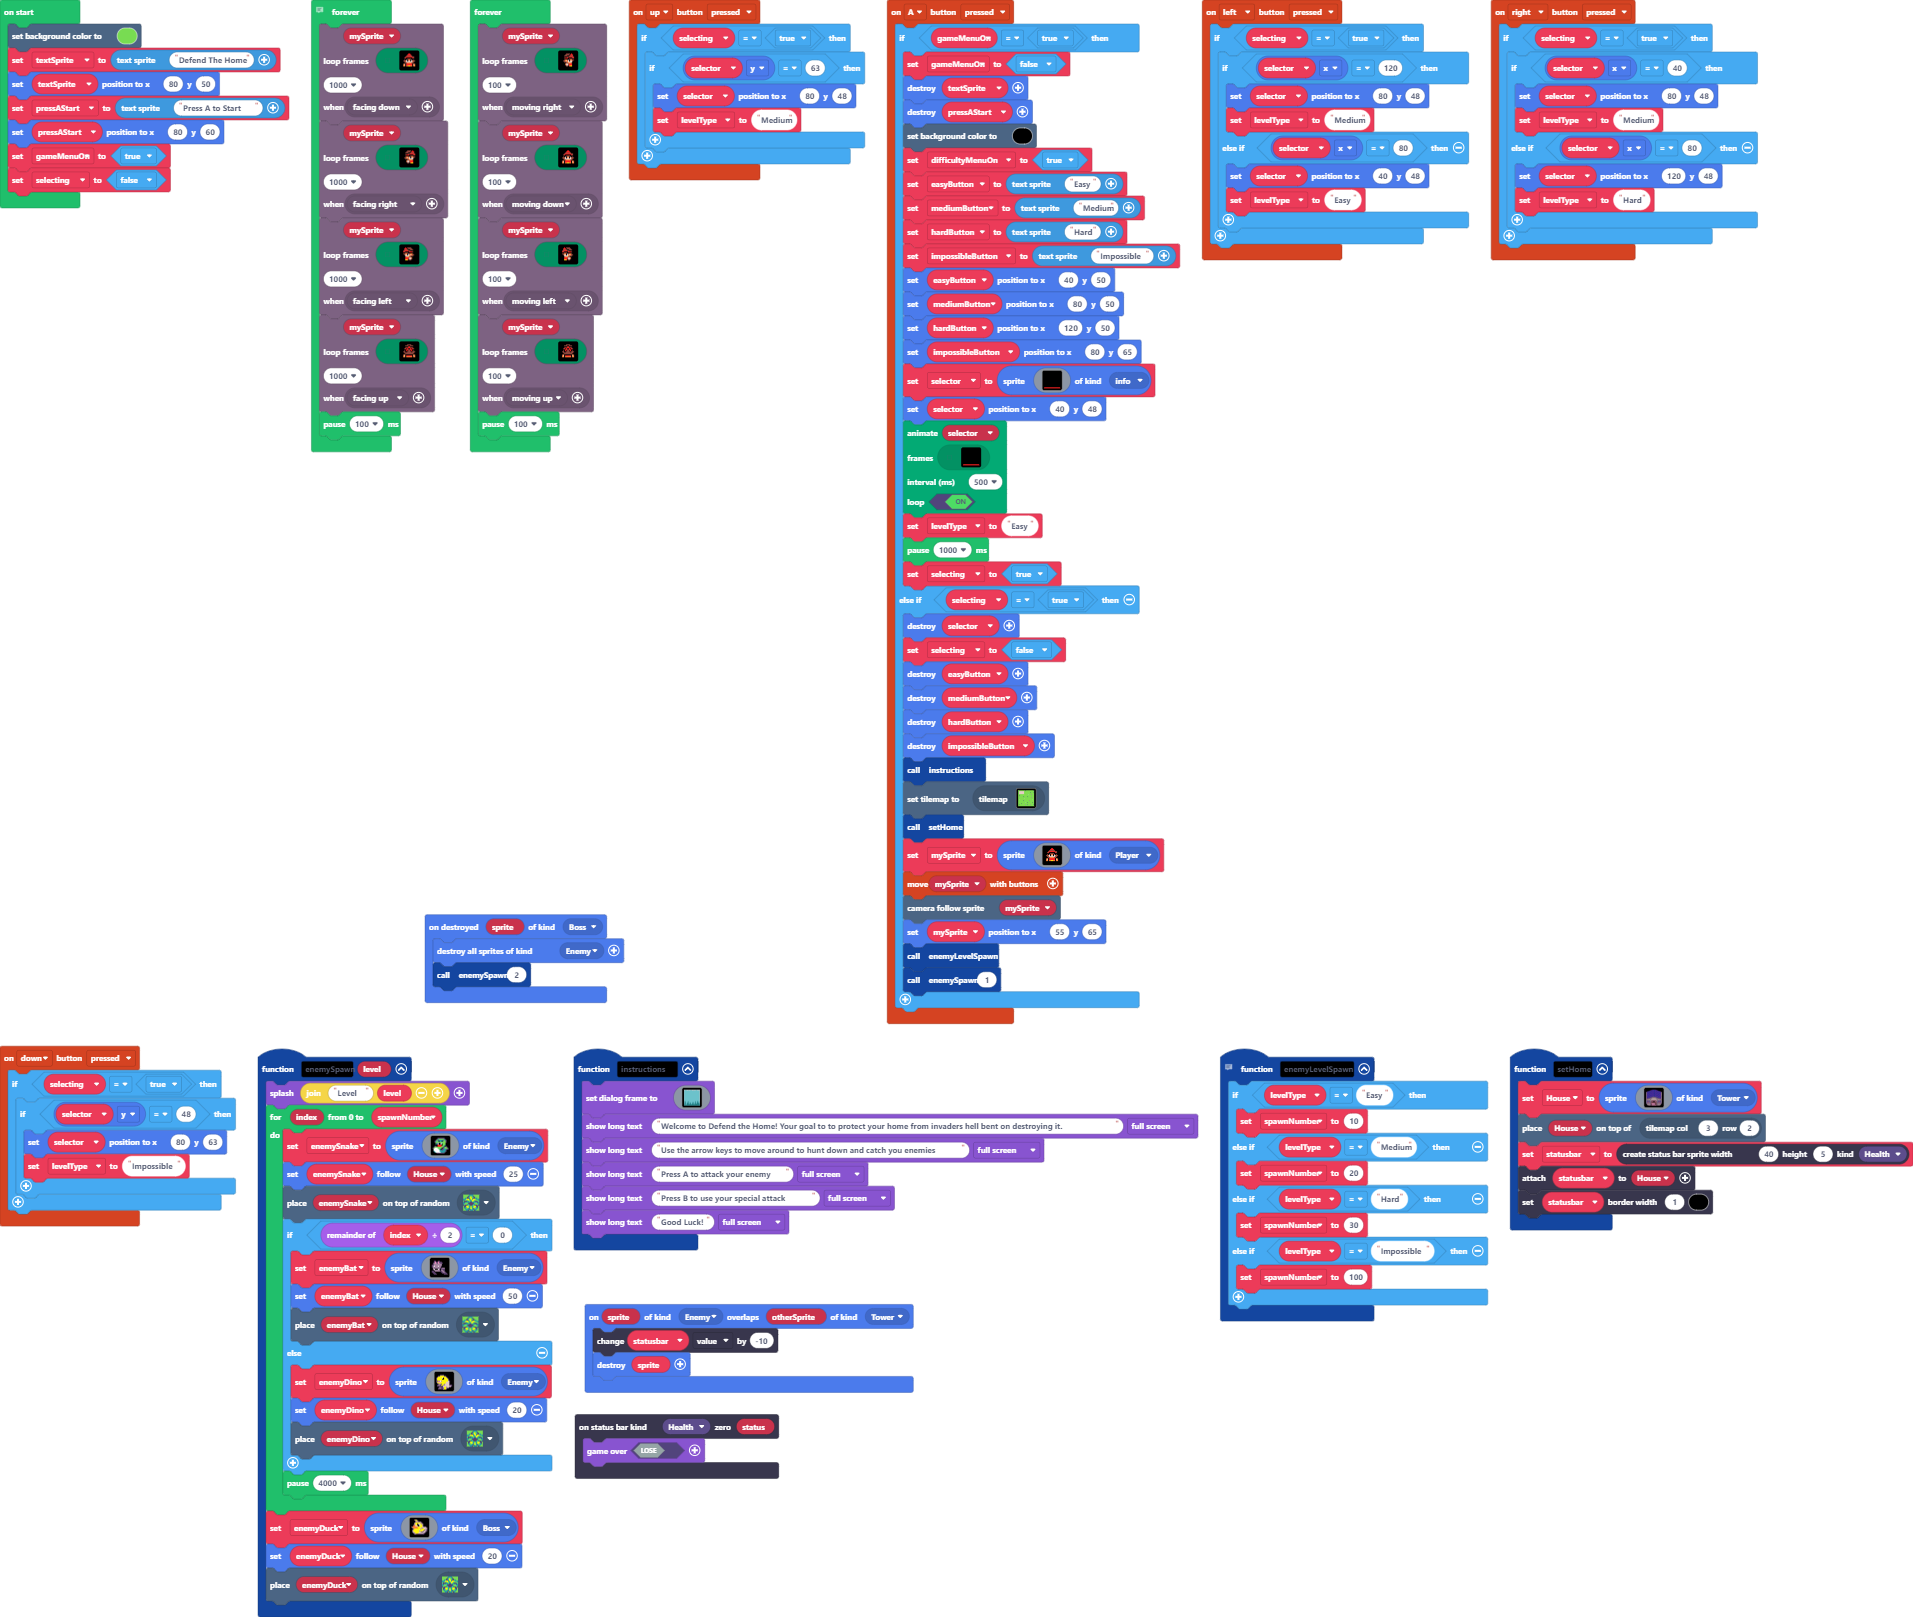 on start
set background color to
set textSprite to text sprite "Defend The Home"
set textSprite position to x 80 y 50
set pressAStart to text sprite "Press A to Start"
set pressAStart position to x 80 y 60
set gameMenuOn to true
set selecting to false
forever
mySprite
loop frames
1000
when facing down
mySprite
loop frames
1000
when facing right
mySprite
loop frames
1000
when facing left
mySprite
loop frames
1000
when facing up
pause 100 ms
forever
mySprite
loop frames
100
when moving right
mySprite
loop frames
100
when moving down
mySprite
loop frames
100
when moving left
mySprite
loop frames
100
when moving up
pause 100 ms
on up button pressed
if selecting = true then
if selector y = 63 then
set selector position to x 80 y 48
set levelType to "Medium"
on A button pressed
if gameMenuOn = true then
set gameMenuOn to false
destroy textSprite
destroy pressAStart
set background color to
set difficultyMenuOn to true
set easyButton to text sprite "Easy"
set mediumButton to text sprite "Medium"
set hardButton to text sprite "Hard"
set impossibleButton to text sprite "Impossible"
set easyButton position to x 40 y 50
set mediumButton position to x 80 y 50
set hardButton position to x 120 y 50
set impossibleButton position to x 80 y 65
set selector to sprite of kind info
set selector position to x 40 y 48
animate selector
frames
interval (ms) 500
loop ON
set levelType to "Easy"
pause 1000 ms
set selecting to true
else if selecting = true then
destroy selector
set selecting to false
destroy easyButton
destroy mediumButton
destroy hardButton
destroy impossibleButton
call instructions
set tilemap to tilemap
call setHome
set mySprite to sprite of kind Player
move mySprite with buttons
camera follow sprite mySprite
set mySprite position to x 55 y 65
call enemyLevelSpawn
call enemySpawn 1
on left button pressed
if selecting = true then
if selector x = 120 then
set selector position to x 80 y 48
set levelType to "Medium"
else if selector x = 80 then
set selector position to x 40 y 48
set levelType to "Easy"
on right button pressed
if selecting = true then
if selector x = 40 then
set selector position to x 80 y 48
set levelType to "Medium"
else if selector x = 80 then
set selector position to x 120 y 48
set levelType to "Hard"
on destroyed sprite of kind Boss
destroy all sprites of kind Enemy
call enemySpawn 2
on down button pressed
if selecting = true then
if selector y = 48 then
set selector position to x 80 y 63
set levelType to "Impossible"
function enemySpawn level
splash join "Level" level
for index from 0 to spawnNumber
do
set enemySnake to sprite of kind Enemy
set enemySnake follow House with speed 25
place enemySnake on top of random
if remainder of index ÷ 2 = 0 then
set enemyBat to sprite of kind Enemy
set enemyBat follow House with speed 50
place enemyBat on top of random
else
set enemyDino to sprite of kind Enemy
set enemyDino follow House with speed 20
place enemyDino on top of random
pause 4000 ms
set enemyDuck to sprite of kind Boss
set enemyDuck follow House with speed 20
place enemyDuck on top of random
function instructions
set dialog frame to
show long text "Welcome to Defend the Home! Your goal to to protect your home from invaders hell bent on destroying it." full screen
show long text "Use the arrow keys to move around to hunt down and catch you enemies" full screen
show long text "Press A to attack your enemy" full screen
show long text "Press B to use your special attack" full screen
show long text "Good Luck!" full screen
on sprite of kind Enemy overlaps otherSprite of kind Tower
change statusbar value by -10
destroy sprite
on status bar kind Health zero status
game over LOSE
function enemyLevelSpawn
if levelType = "Easy" then
set spawnNumber to 10
else if levelType = "Medium" then
set spawnNumber to 20
else if levelType = "Hard" then
set spawnNumber to 30
else if levelType = "Impossible" then
set spawnNumber to 100
function setHome
set House to sprite of kind Tower
place House on top of tilemap col 3 row 2
set statusbar to create status bar sprite width 40 height 5 kind Health
attach statusbar to House
set statusbar border width 1